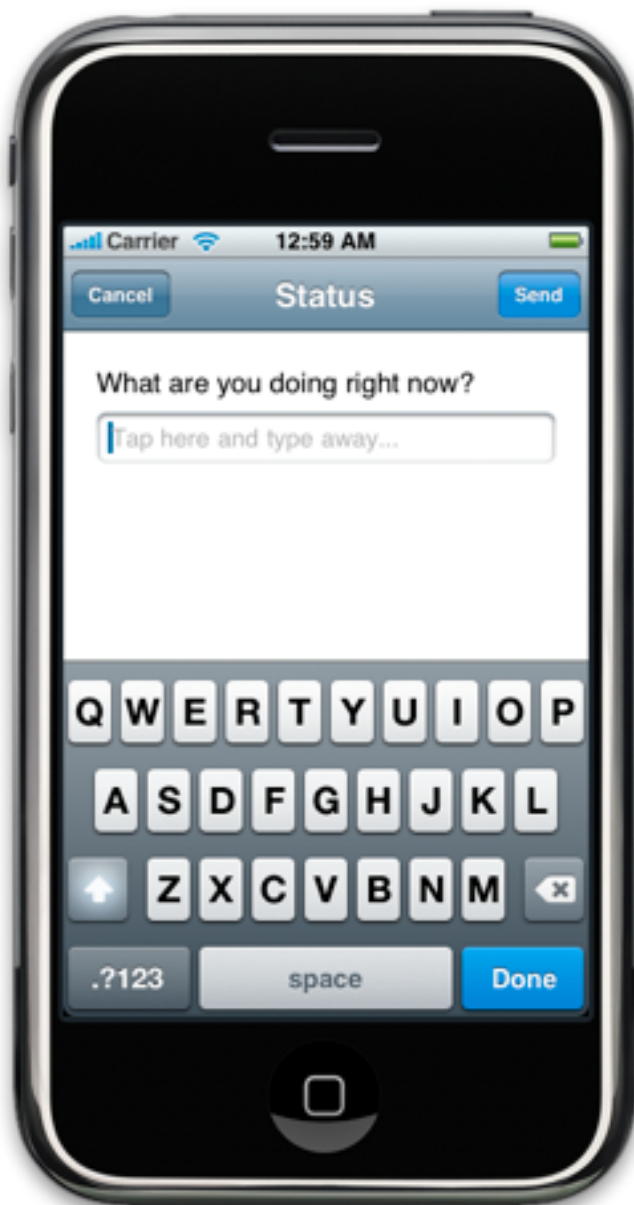 Carrier 12:59 AM
Cancel Status Send
What are you doing right now?
Tap here and type away...
Q W E R T Y U I O P
A S D F G H J K L
Z X C V B N M
.?123 space Done